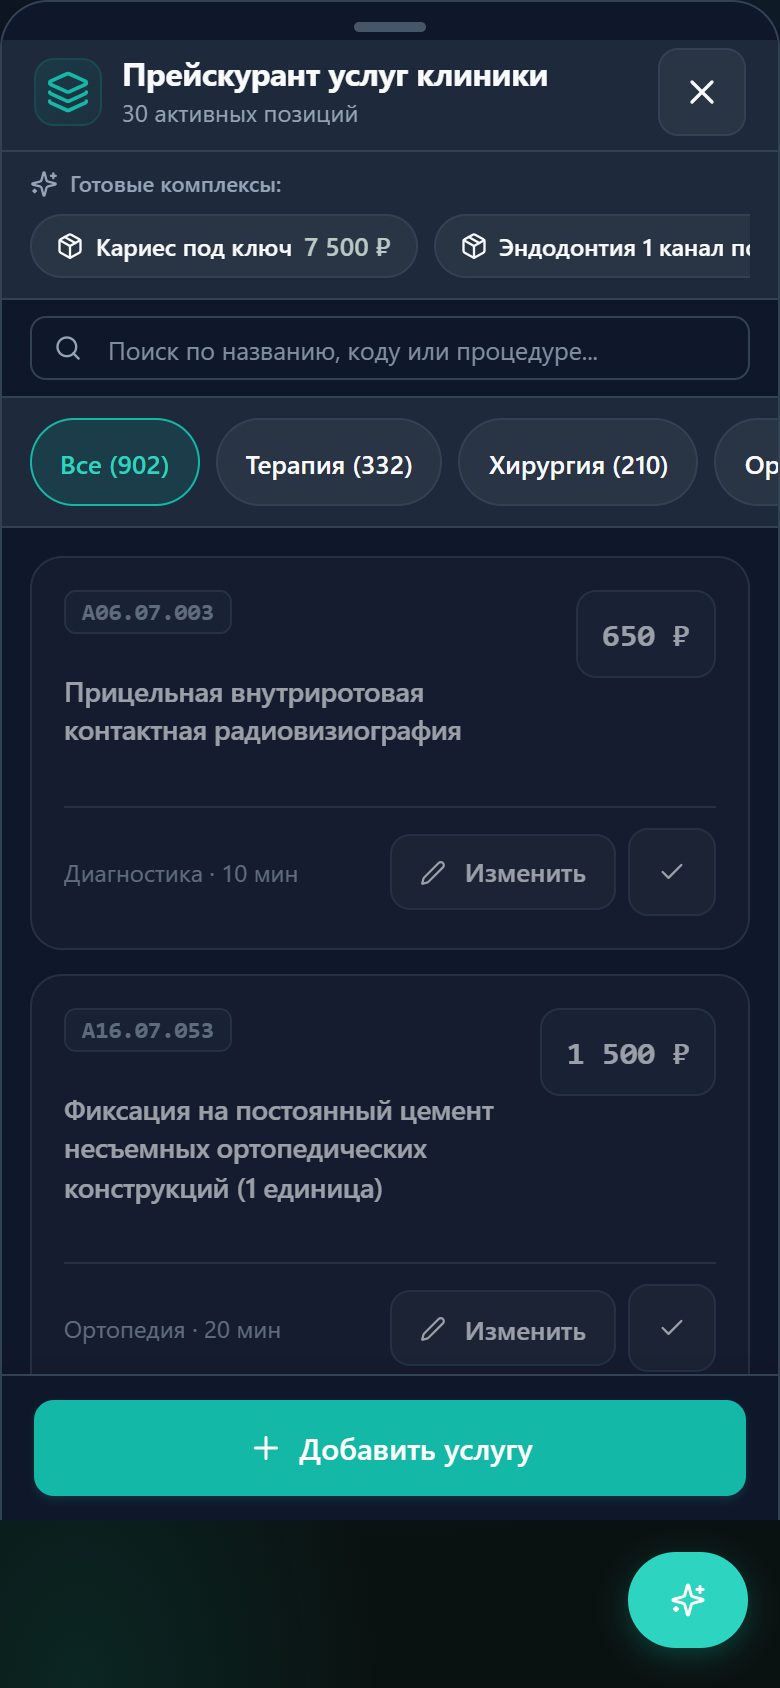 Прейскурант услуг клиники
30 активных позиций
Готовые комплексы:
Кариес под ключ 7 500 ₽
Эндодонтия 1 канал
Поиск по названию, коду или процедуре...
Все (902)
Терапия (332)
Хирургия (210)
Ор
A06.07.003
650 ₽
Прицельная внутриротовая
контактная радиовизиография
Диагностика · 10 мин
Изменить
A16.07.053
1 500 ₽
Фиксация на постоянный цемент
несъемных ортопедических
конструкций (1 единица)
Ортопедия · 20 мин
Изменить
Добавить услугу